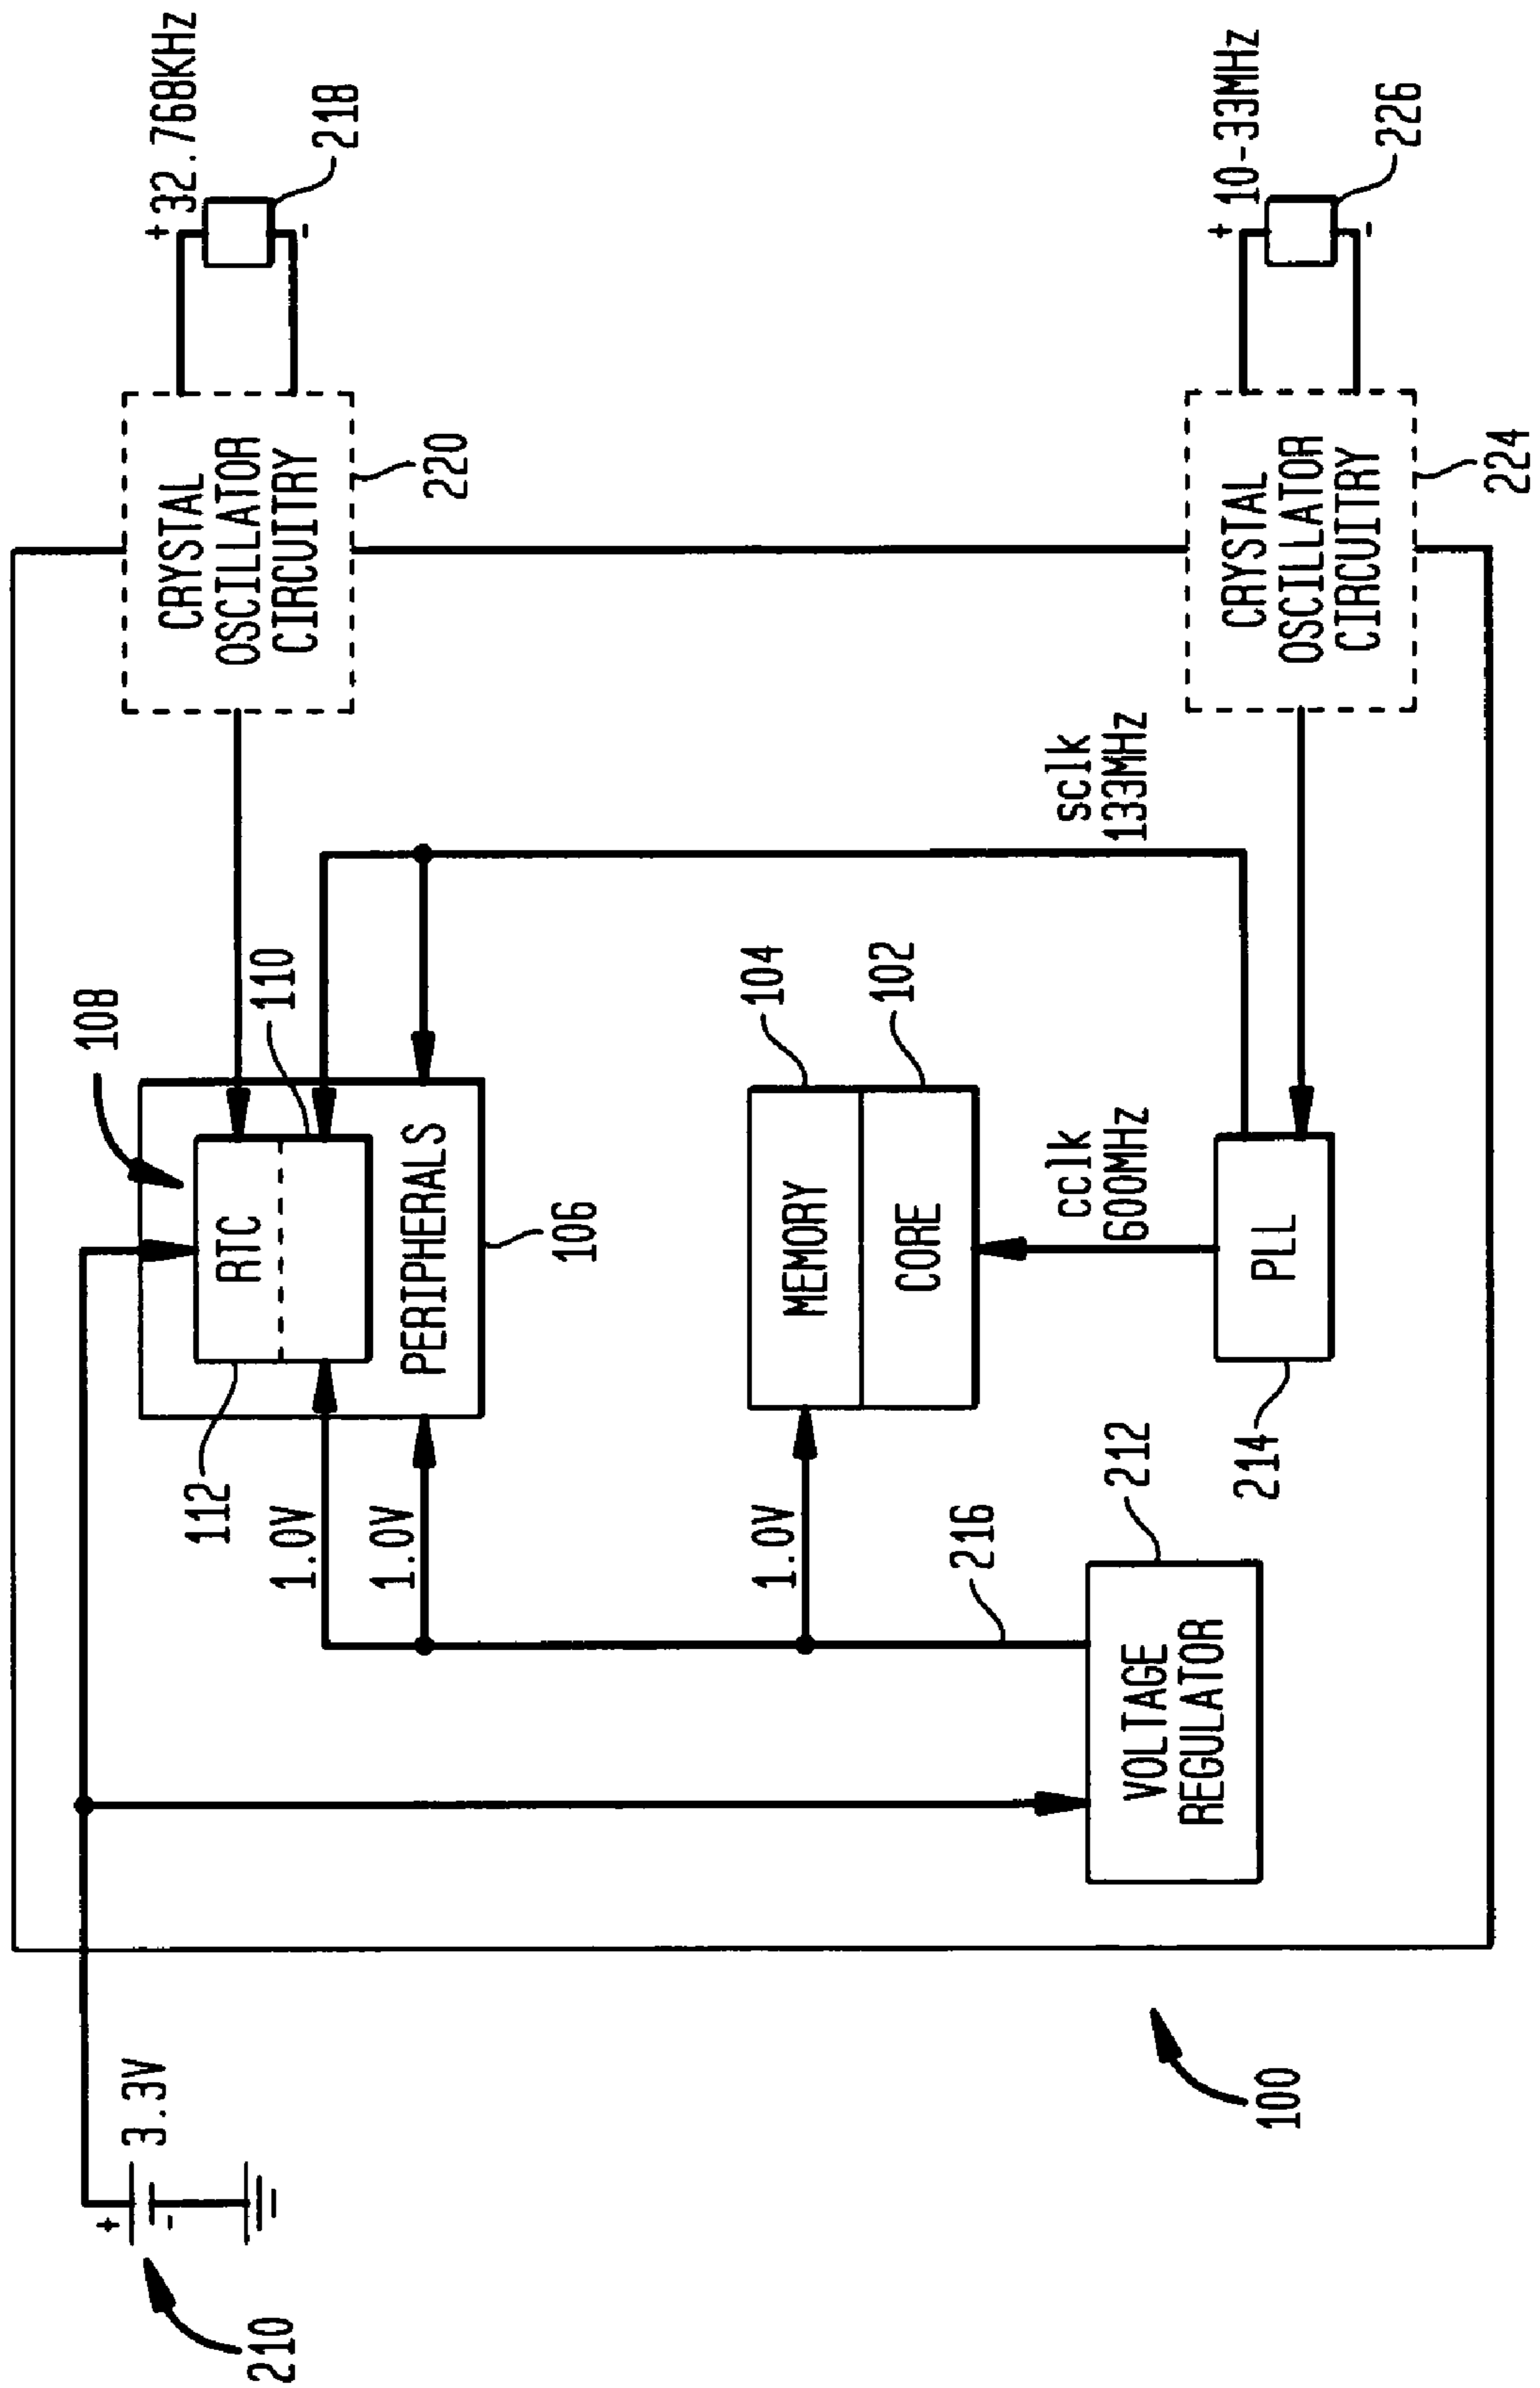 210
+
-
3.3V
100
108
112
110
RTC
PERIPHERALS
106
1.0V
1.0V
1.0V
216
VOLTAGE
REGULATOR
212
MEMORY
CORE
104
102
cclk
600MHz
PLL
214
sclk
133MHz
CRYSTAL
OSCILLATOR
CIRCUITRY
220
+
32.768KHz
-
218
CRYSTAL
OSCILLATOR
CIRCUITRY
224
+
10-33MHz
-
226